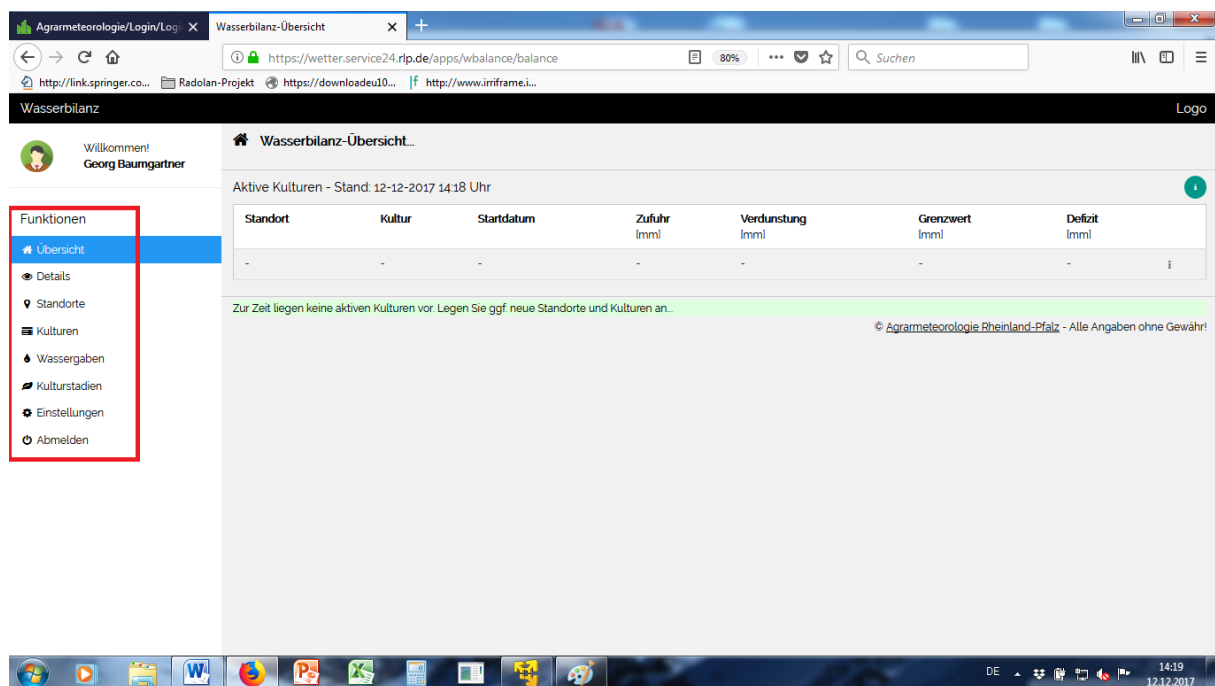 Agrarmeteorologie/Login/Logi
Wasserbilanz-Übersicht
https://wetter.service24.rlp.de/apps/wbalance/balance
80%
Suchen
http://link.springer.co...
Radolan-Projekt
https://downloadeu10...
http://www.irriframe.i...
Wasserbilanz
Logo
Willkommen!
Georg Baumgartner
Wasserbilanz-Übersicht...
Aktive Kulturen - Stand: 12-12-2017 14:18 Uhr
Funktionen
Übersicht
Details
Standorte
Kulturen
Wassergaben
Kulturstadien
Einstellungen
Abmelden
Standort Kultur Startdatum Zufuhr Verdunstung Grenzwert Defizit
[mm] [mm] [mm] [mm]
- - - - - - -
Zur Zeit liegen keine aktiven Kulturen vor. Legen Sie ggf. neue Standorte und Kulturen an...
© Agrarmeteorologie Rheinland-Pfalz - Alle Angaben ohne Gewähr!
DE
14:19
12.12.2017